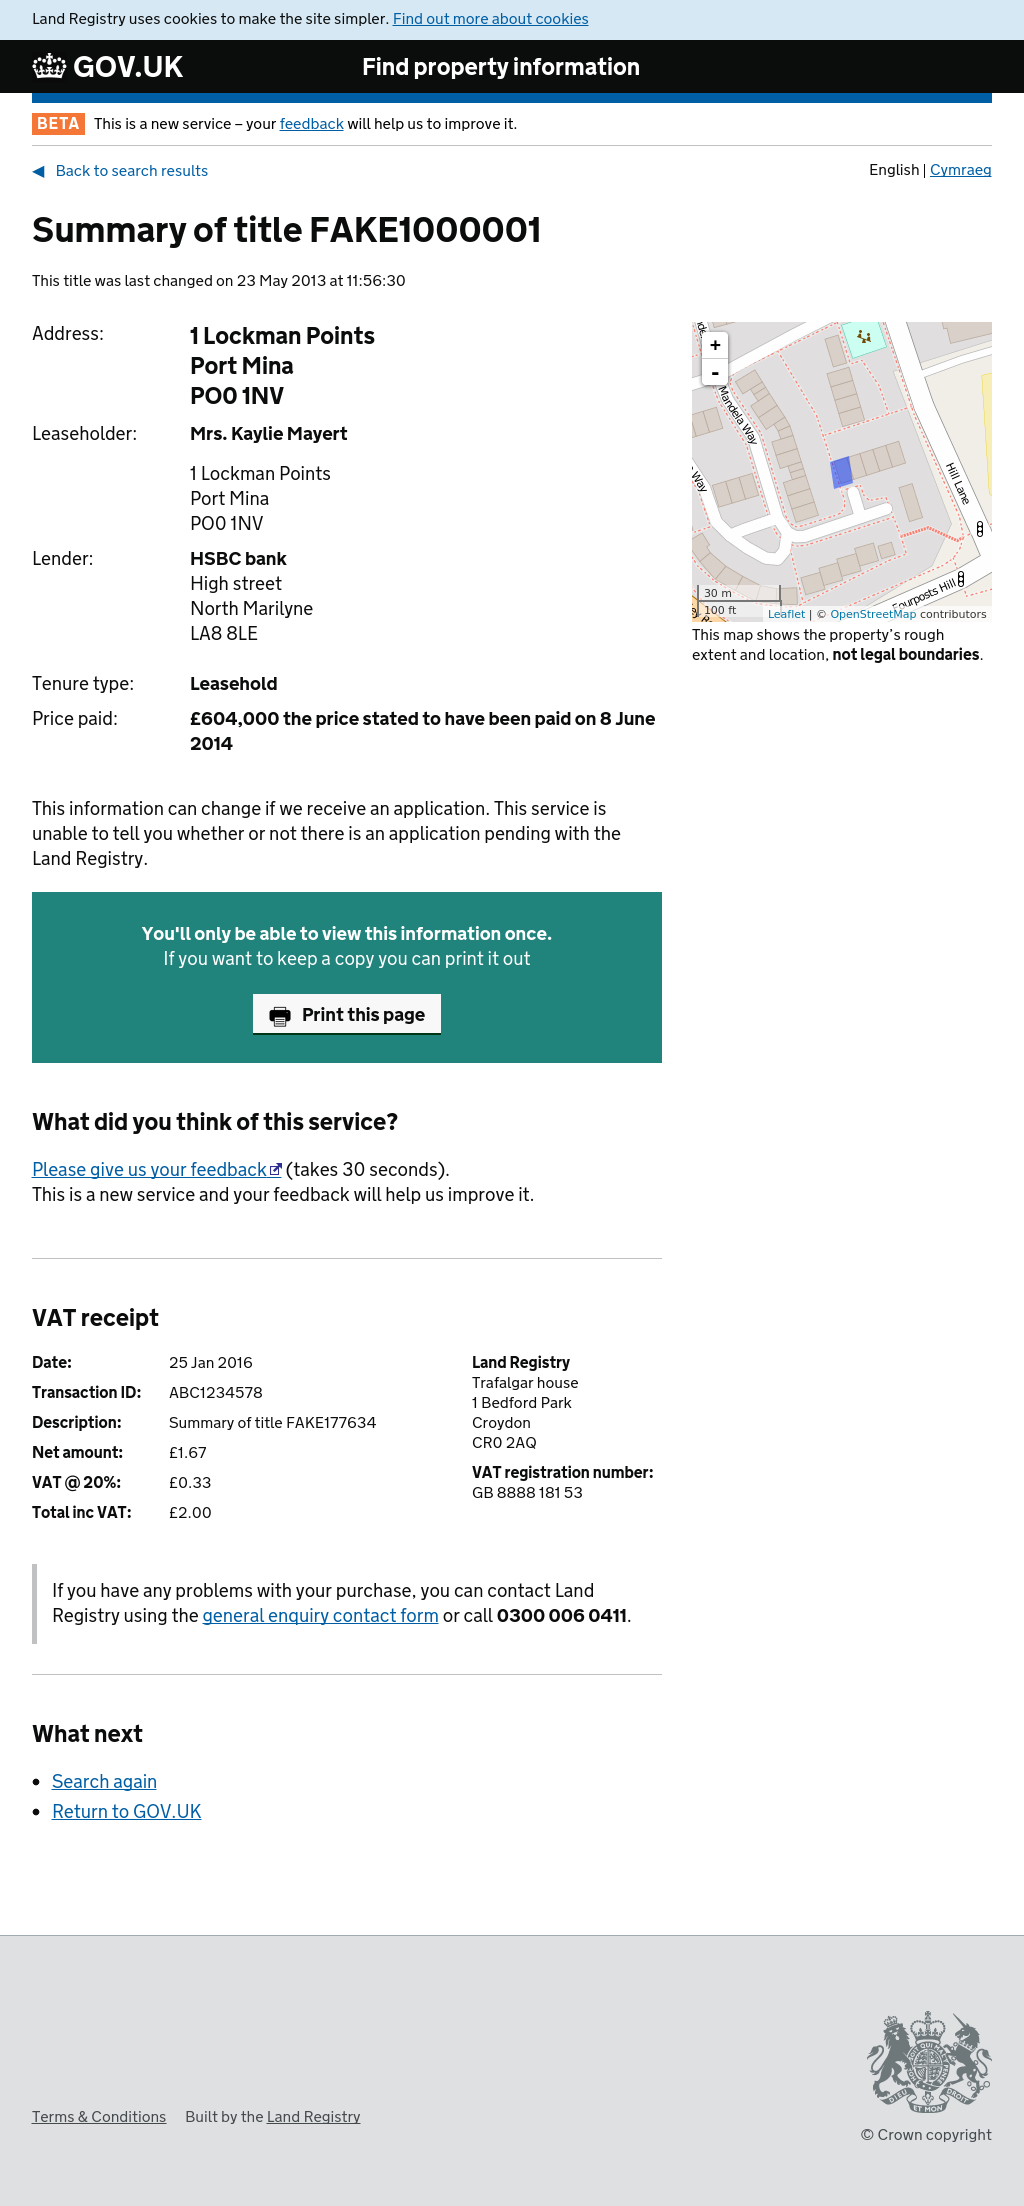 Land Registry uses cookies to make the site simpler. Find out more about cookies
GOV.UK
Find property information
BETA This is a new service – your feedback will help us to improve it.
◀ Back to search results
English | Cymraeg
Summary of title FAKE1000001
This title was last changed on 23 May 2013 at 11:56:30
Address:
1 Lockman Points
Port Mina
PO0 1NV
Leaseholder:
Mrs. Kaylie Mayert
1 Lockman Points
Port Mina
PO0 1NV
Lender:
HSBC bank
High street
North Marilyne
LA8 8LE
Tenure type:
Leasehold
Price paid:
£604,000 the price stated to have been paid on 8 June
2014
+
-
Mandela Way
Way
Hill Lane
Fourposts Hill
30 m
100 ft
Leaflet | © OpenStreetMap contributors
This map shows the property’s rough
extent and location, not legal boundaries.
This information can change if we receive an application. This service is
unable to tell you whether or not there is an application pending with the
Land Registry.
You'll only be able to view this information once.
If you want to keep a copy you can print it out
Print this page
What did you think of this service?
Please give us your feedback (takes 30 seconds).
This is a new service and your feedback will help us improve it.
VAT receipt
Date: 25 Jan 2016
Transaction ID: ABC1234578
Description: Summary of title FAKE177634
Net amount: £1.67
VAT @ 20%: £0.33
Total inc VAT: £2.00
Land Registry
Trafalgar house
1 Bedford Park
Croydon
CR0 2AQ
VAT registration number:
GB 8888 181 53
If you have any problems with your purchase, you can contact Land
Registry using the general enquiry contact form or call 0300 006 0411.
What next
• Search again
• Return to GOV.UK
DIEU ET MON DROIT
Terms & Conditions Built by the Land Registry
© Crown copyright